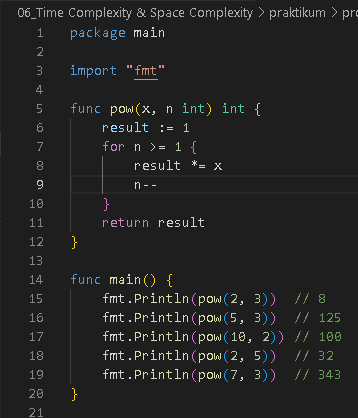 06_Time Complexity & Space Complexity > praktikum > pro
1 package main
2
3 import "fmt"
4
5 func pow(x, n int) int {
6     result := 1
7     for n >= 1 {
8         result *= x
9         n--
10     }
11     return result
12 }
13
14 func main() {
15     fmt.Println(pow(2, 3))  // 8
16     fmt.Println(pow(5, 3))  // 125
17     fmt.Println(pow(10, 2)) // 100
18     fmt.Println(pow(2, 5))  // 32
19     fmt.Println(pow(7, 3))  // 343
20 }
21